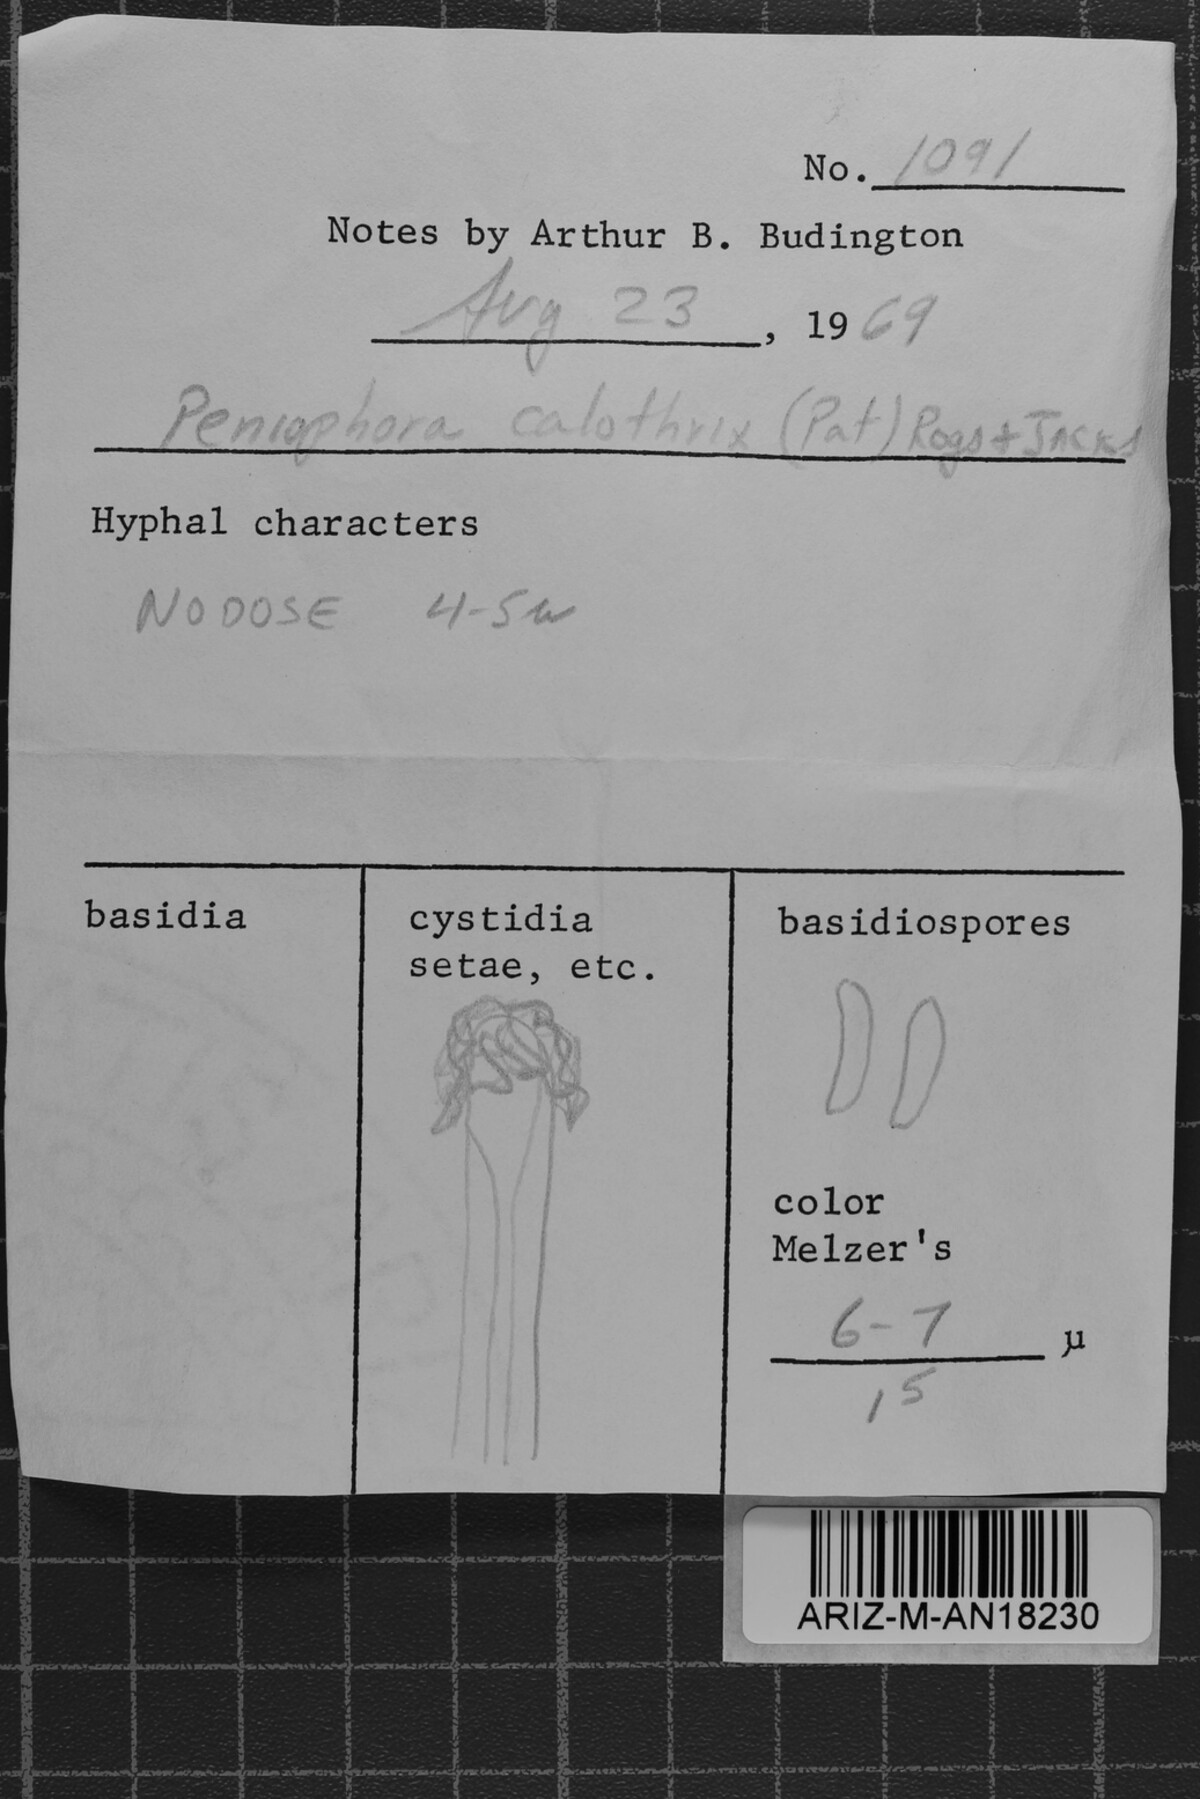 No. 1091
Notes by Arthur B. Budington
Aug 23, 1969
Peniophora calothrix (Pat) Rogs + Jacks
Hyphal characters
NODOSE 4-5 w
basidia
cystidia
setae, etc.
basidiospores
color
Melzer's
6-7 µ
15
ARIZ-M-AN18230